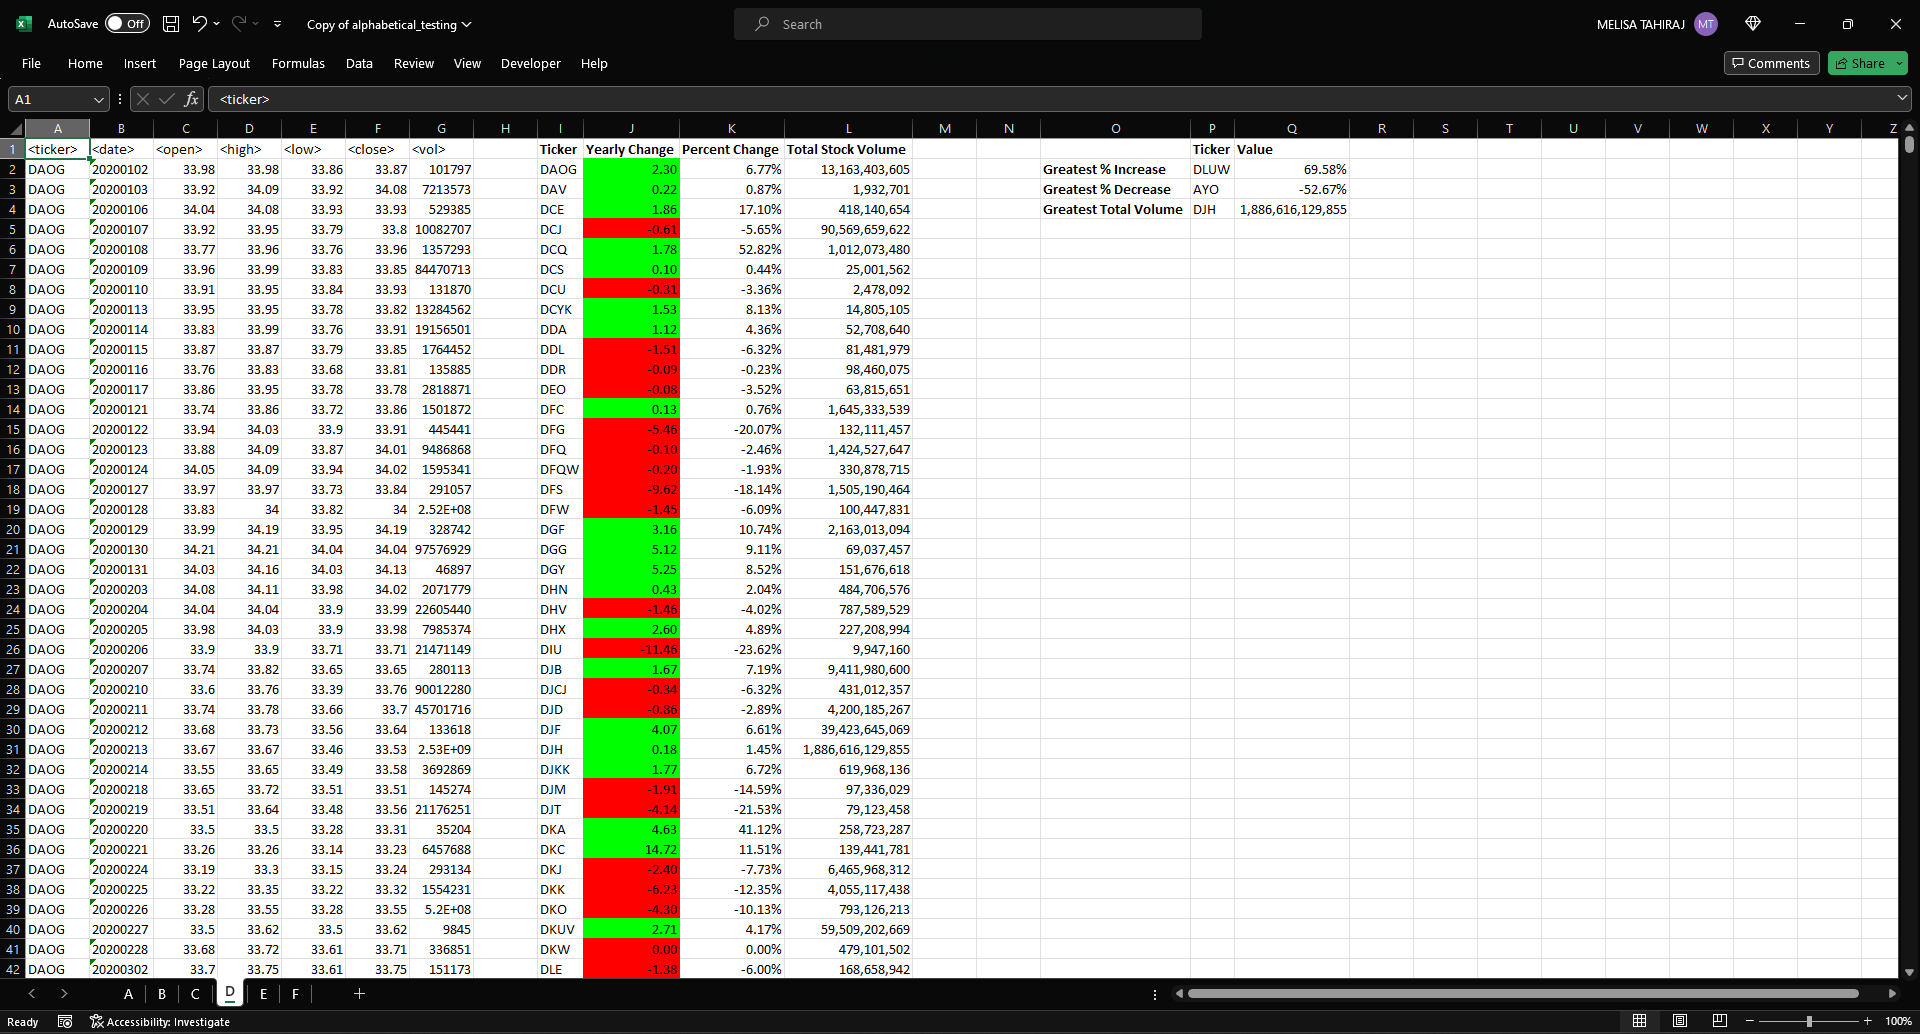 AutoSave Off Copy of alphabetical_testing Search MELISA TAHIRAJ MT
File Home Insert Page Layout Formulas Data Review View Developer Help Comments Share
A1 fx <ticker>
A B C D E F G H I J K L M N O P Q R S T U V W X Y Z
1 <ticker> <date> <open> <high> <low> <close> <vol> Ticker Yearly Change Percent Change Total Stock Volume Ticker Value
2 DAOG 20200102 33.98 33.98 33.86 33.87 101797 DAOG 2.30 6.77% 13,163,403,605 Greatest % Increase DLUW 69.58%
3 DAOG 20200103 33.92 34.09 33.92 34.08 7213573 DAV 0.22 0.87% 1,932,701 Greatest % Decrease AYO -52.67%
4 DAOG 20200106 34.04 34.08 33.93 33.93 529385 DCE 1.86 17.10% 418,140,654 Greatest Total Volume DJH 1,886,616,129,855
5 DAOG 20200107 33.92 33.95 33.79 33.8 10082707 DCJ -0.61 -5.65% 90,569,659,622
6 DAOG 20200108 33.77 33.96 33.76 33.96 1357293 DCQ 1.78 52.82% 1,012,073,480
7 DAOG 20200109 33.96 33.99 33.83 33.85 84470713 DCS 0.10 0.44% 25,001,562
8 DAOG 20200110 33.91 33.95 33.84 33.93 131870 DCU -0.31 -3.36% 2,478,092
9 DAOG 20200113 33.95 33.95 33.78 33.82 13284562 DCYK 1.53 8.13% 14,805,105
10 DAOG 20200114 33.83 33.99 33.76 33.91 19156501 DDA 1.12 4.36% 52,708,640
11 DAOG 20200115 33.87 33.87 33.79 33.85 1764452 DDL -1.51 -6.32% 81,481,979
12 DAOG 20200116 33.76 33.83 33.68 33.81 135885 DDR -0.09 -0.23% 98,460,075
13 DAOG 20200117 33.86 33.95 33.78 33.78 2818871 DEO -0.08 -3.52% 63,815,651
14 DAOG 20200121 33.74 33.86 33.72 33.86 1501872 DFC 0.13 0.76% 1,645,333,539
15 DAOG 20200122 33.94 34.03 33.9 33.91 445441 DFG -5.46 -20.07% 132,111,457
16 DAOG 20200123 33.88 34.09 33.87 34.01 9486868 DFQ -0.10 -2.46% 1,424,527,647
17 DAOG 20200124 34.05 34.09 33.94 34.02 1595341 DFQW -0.20 -1.93% 330,878,715
18 DAOG 20200127 33.97 33.97 33.73 33.84 291057 DFS -9.62 -18.14% 1,505,190,464
19 DAOG 20200128 33.83 34 33.82 34 2.52E+08 DFW -1.45 -6.09% 100,447,831
20 DAOG 20200129 33.99 34.19 33.95 34.19 328742 DGF 3.16 10.74% 2,163,013,094
21 DAOG 20200130 34.21 34.21 34.04 34.04 97576929 DGG 5.12 9.11% 69,037,457
22 DAOG 20200131 34.03 34.16 34.03 34.13 46897 DGY 5.25 8.52% 151,676,618
23 DAOG 20200203 34.08 34.11 33.98 34.02 2071779 DHN 0.43 2.04% 484,706,576
24 DAOG 20200204 34.04 34.04 33.9 33.99 22605440 DHV -1.46 -4.02% 787,589,529
25 DAOG 20200205 33.98 34.03 33.9 33.98 7985374 DHX 2.60 4.89% 227,208,994
26 DAOG 20200206 33.9 33.9 33.71 33.71 21471149 DIU -11.46 -23.62% 9,947,160
27 DAOG 20200207 33.74 33.82 33.65 33.65 280113 DJB 1.67 7.19% 9,411,980,600
28 DAOG 20200210 33.6 33.76 33.39 33.76 90012280 DJCJ -0.34 -6.32% 431,012,357
29 DAOG 20200211 33.74 33.78 33.66 33.7 45701716 DJD -0.86 -2.89% 4,200,185,267
30 DAOG 20200212 33.68 33.73 33.56 33.64 133618 DJF 4.07 6.61% 39,423,645,069
31 DAOG 20200213 33.67 33.67 33.46 33.53 2.53E+09 DJH 0.18 1.45% 1,886,616,129,855
32 DAOG 20200214 33.55 33.65 33.49 33.58 3692869 DJKK 1.77 6.72% 619,968,136
33 DAOG 20200218 33.65 33.72 33.51 33.51 145274 DJM -1.91 -14.59% 97,336,029
34 DAOG 20200219 33.51 33.64 33.48 33.56 21176251 DJT -4.14 -21.53% 79,123,458
35 DAOG 20200220 33.5 33.5 33.28 33.31 35204 DKA 4.63 41.12% 258,723,287
36 DAOG 20200221 33.26 33.26 33.14 33.23 6457688 DKC 14.72 11.51% 139,441,781
37 DAOG 20200224 33.19 33.3 33.15 33.24 293134 DKJ -2.40 -7.73% 6,465,968,312
38 DAOG 20200225 33.22 33.35 33.22 33.32 1554231 DKK -6.23 -12.35% 4,055,117,438
39 DAOG 20200226 33.28 33.55 33.28 33.55 5.2E+08 DKO -4.30 -10.13% 793,126,213
40 DAOG 20200227 33.5 33.62 33.5 33.62 9845 DKUV 2.71 4.17% 59,509,202,669
41 DAOG 20200228 33.68 33.72 33.61 33.71 336851 DKW 0.00 0.00% 479,101,502
42 DAOG 20200302 33.7 33.75 33.61 33.75 151173 DLE -1.38 -6.00% 168,658,942
A B C D E F
Ready Accessibility: Investigate 100%